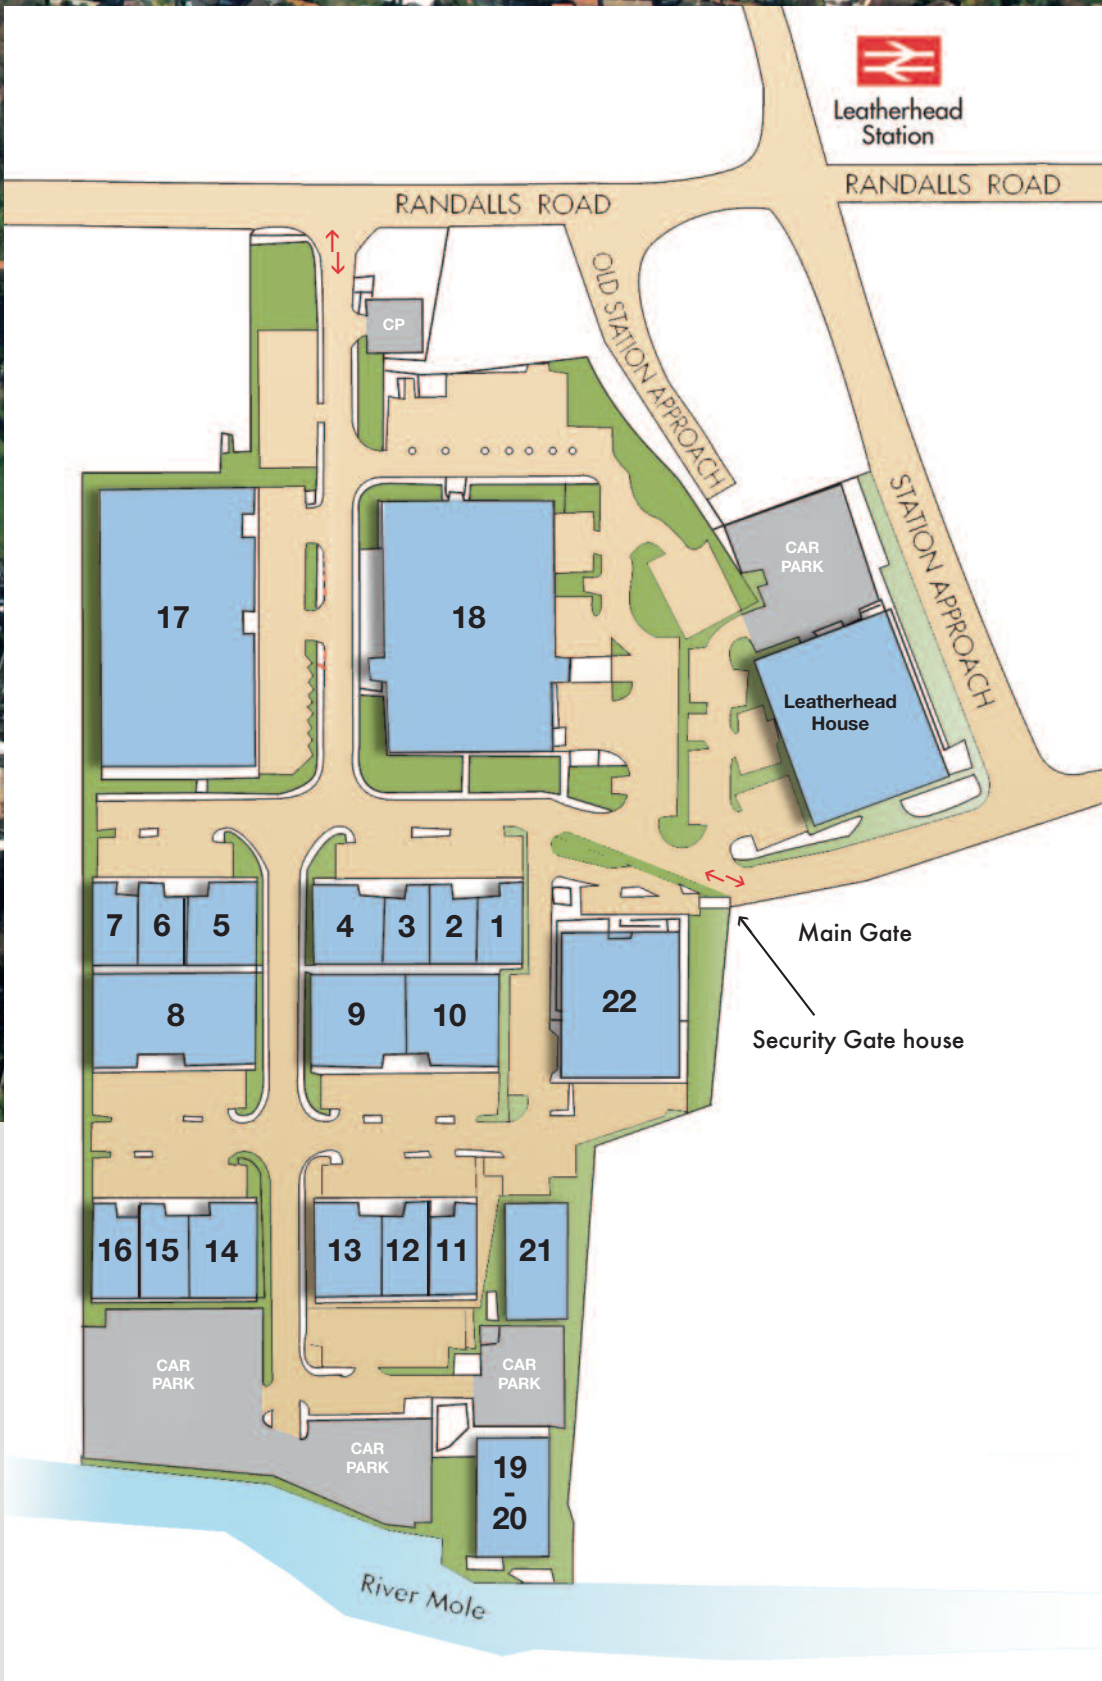 Leatherhead
Station
RANDALLS ROAD
RANDALLS ROAD
OLD STATION APPROACH
CP
STATION APPROACH
CAR
PARK
17
18
Leatherhead
House
7
6
5
4
3
2
1
Main Gate
8
9
10
22
Security Gate house
16
15
14
13
12
11
21
CAR
PARK
CAR
PARK
CAR
PARK
19
-
20
River Mole